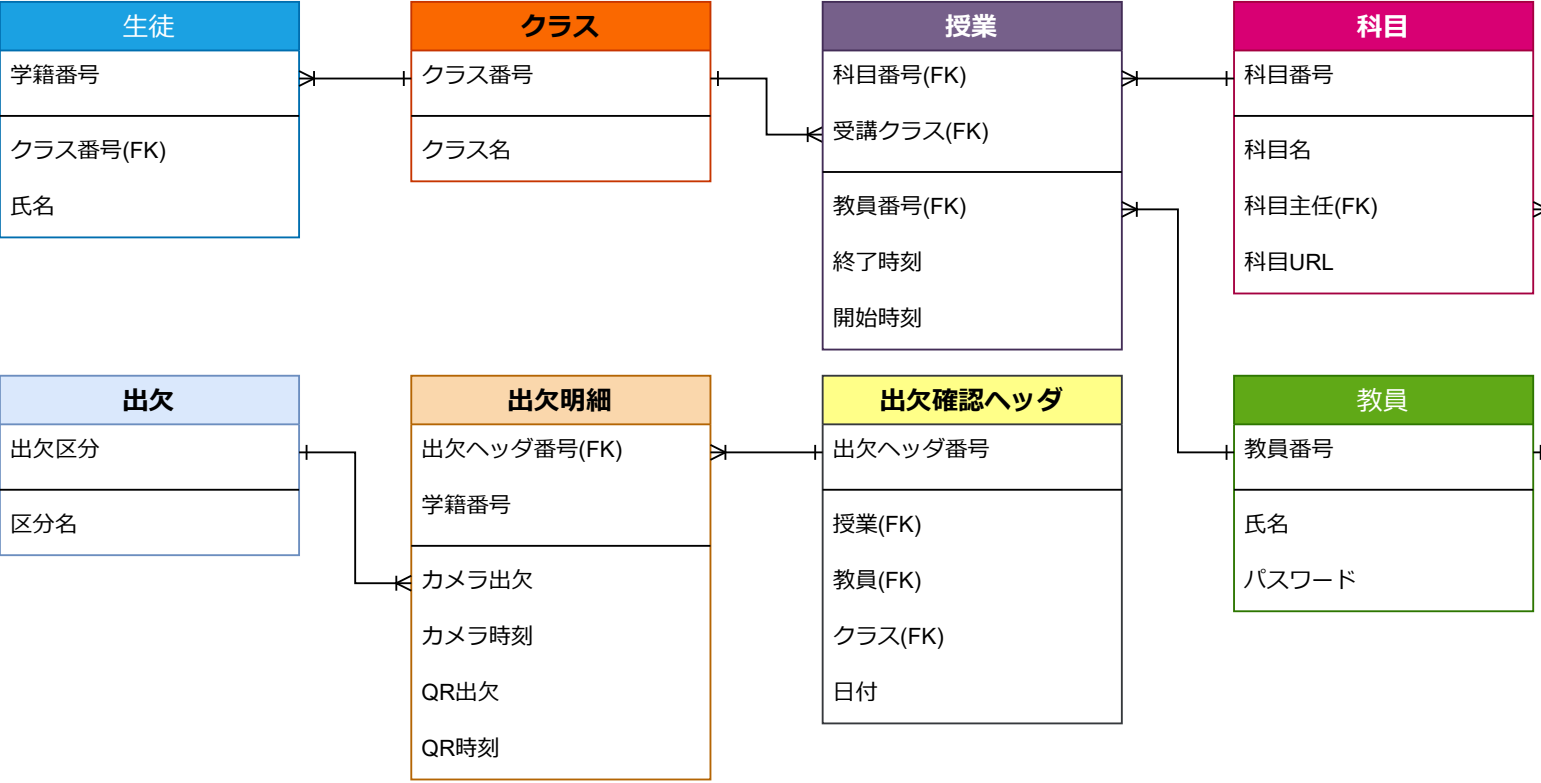 生徒
学籍番号
クラス番号(FK)
氏名
クラス
クラス番号
クラス名
授業
科目番号(FK)
受講クラス(FK)
教員番号(FK)
終了時刻
開始時刻
科目
科目番号
科目名
科目主任(FK)
科目URL
出欠
出欠区分
区分名
出欠明細
出欠ヘッダ番号(FK)
学籍番号
カメラ出欠
カメラ時刻
QR出欠
QR時刻
出欠確認ヘッダ
出欠ヘッダ番号
授業(FK)
教員(FK)
クラス(FK)
日付
教員
教員番号
氏名
パスワード